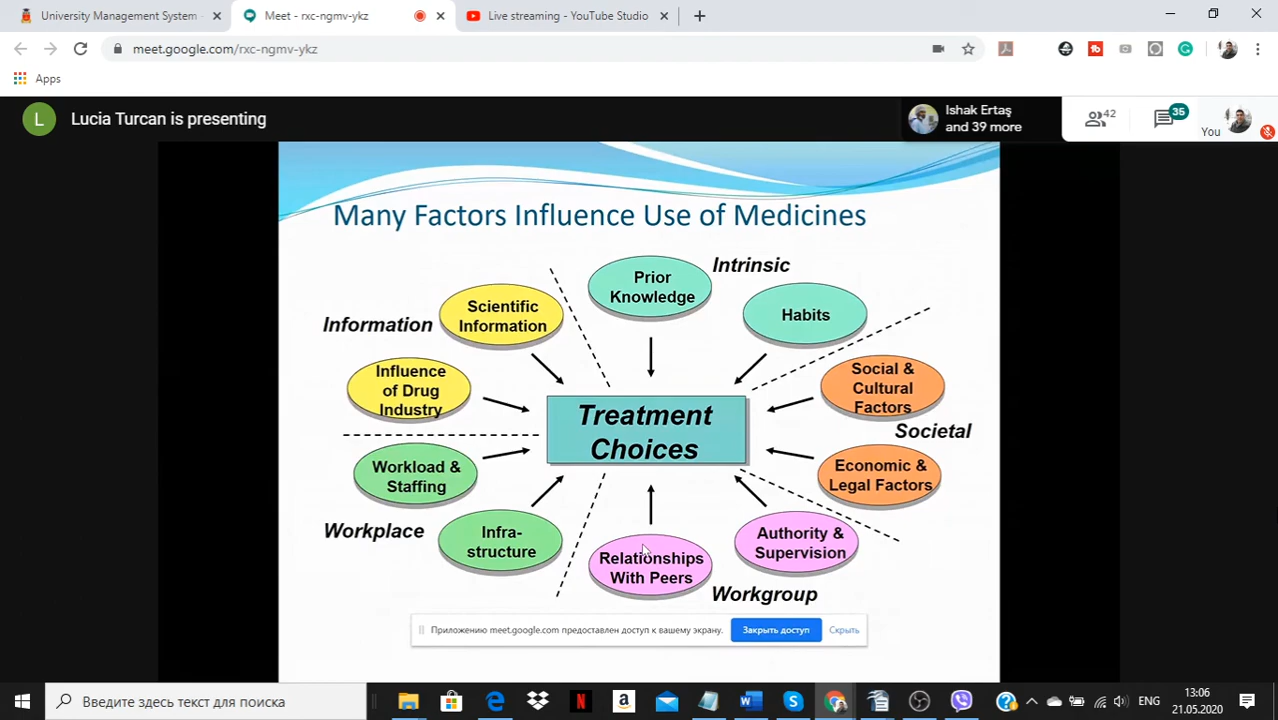 University Management System -
Meet - rxc-ngmv-ykz
Live streaming - YouTube Studio
meet.google.com/rxc-ngmv-ykz
Apps
L
Lucia Turcan is presenting
Ishak Ertaş
and 39 more
42
35
You
Many Factors Influence Use of Medicines
Intrinsic
Prior
Knowledge
Habits
Scientific
Information
Information
Influence
of Drug
Industry
Social &
Cultural
Factors
Societal
Treatment
Choices
Workload &
Staffing
Economic &
Legal Factors
Workplace
Infra-
structure
Authority &
Supervision
Relationships
With Peers
Workgroup
Приложению meet.google.com предоставлен доступ к вашему экрану.
Закрыть доступ
Скрыть
Введите здесь текст для поиска
ENG
13:06
21.05.2020